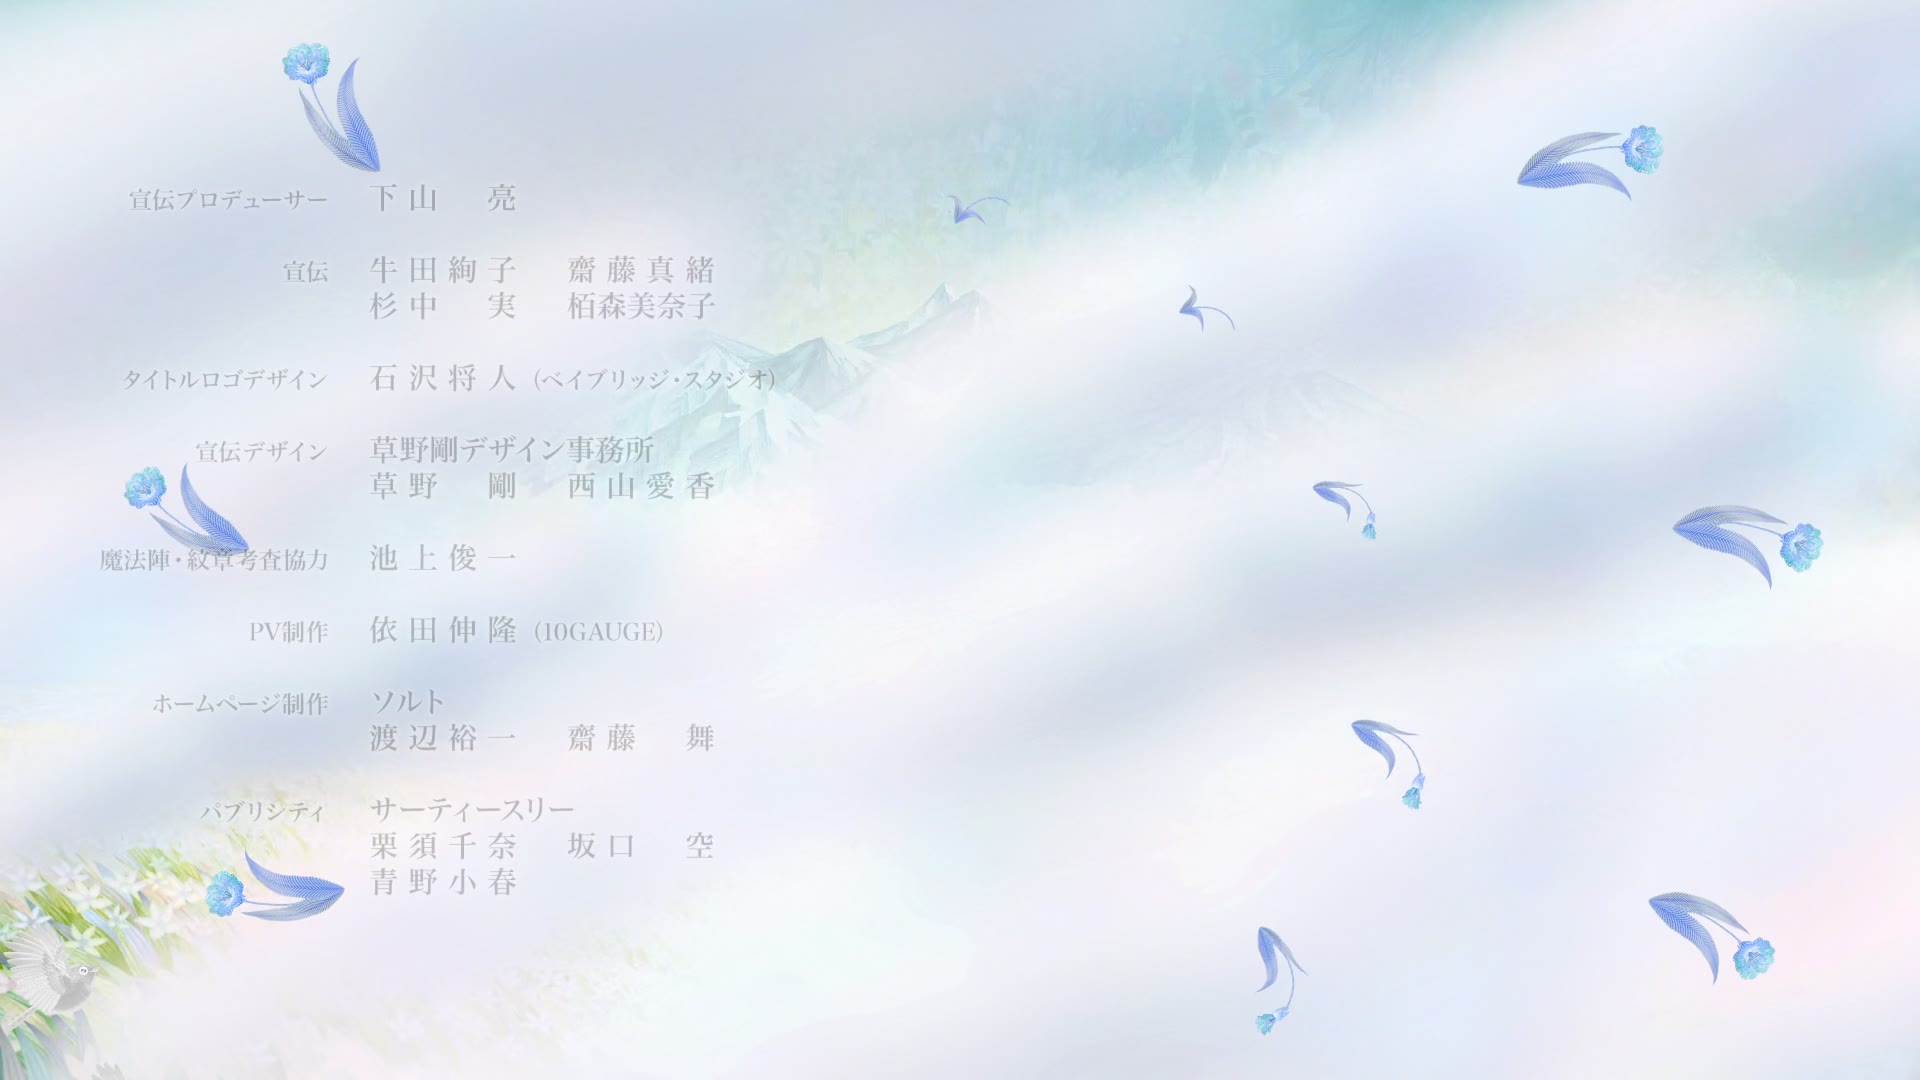 宣伝プロデューサー 下山 亮
宣伝 牛田絢子 齋藤真緒
杉中 実 栢森美奈子
タイトルロゴデザイン 石沢将人 (ベイブリッジ・スタジオ)
宣伝デザイン 草野剛デザイン事務所
草野 剛 西山愛香
魔法陣・紋章考査協力 池上俊一
PV制作 依田伸隆 (10GAUGE)
ホームページ制作 ソルト
渡辺裕一 齋藤 舞
パブリシティ サーティースリー
栗須千奈 坂口 空
青野小春